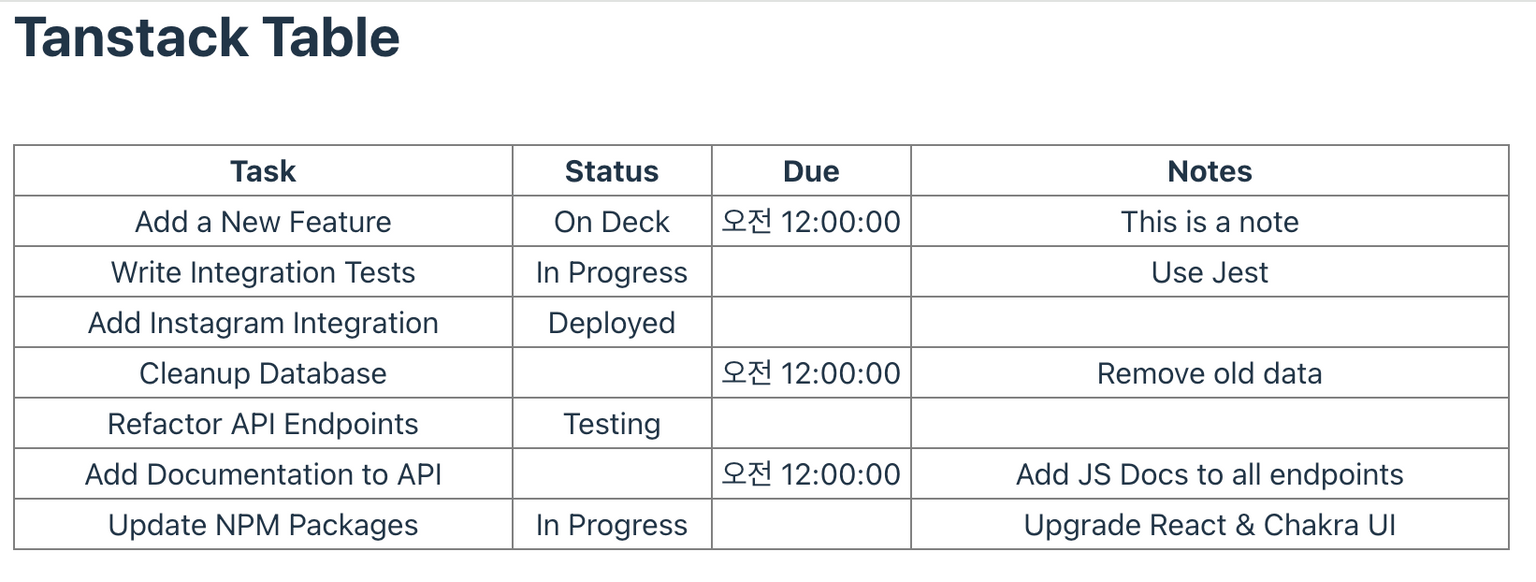 Tanstack Table
Task Status Due Notes
Add a New Feature On Deck 오전 12:00:00 This is a note
Write Integration Tests In Progress Use Jest
Add Instagram Integration Deployed
Cleanup Database 오전 12:00:00 Remove old data
Refactor API Endpoints Testing
Add Documentation to API 오전 12:00:00 Add JS Docs to all endpoints
Update NPM Packages In Progress Upgrade React & Chakra UI